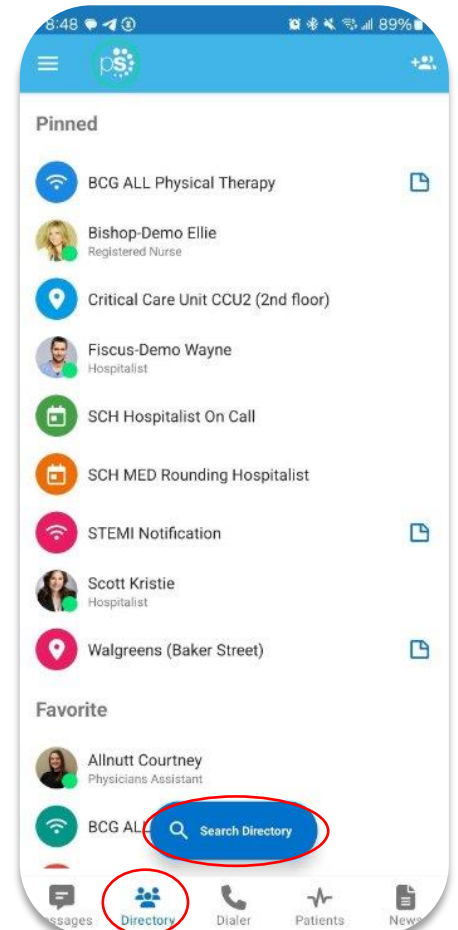 8:48
89%
ps
Pinned
BCG ALL Physical Therapy
Bishop-Demo Ellie
Registered Nurse
Critical Care Unit CCU2 (2nd floor)
Fiscus-Demo Wayne
Hospitalist
SCH Hospitalist On Call
SCH MED Rounding Hospitalist
STEMI Notification
Scott Kristie
Hospitalist
Walgreens (Baker Street)
Favorite
Allnutt Courtney
Physicians Assistant
BCG ALL
Search Directory
ssages Directory Dialer Patients News